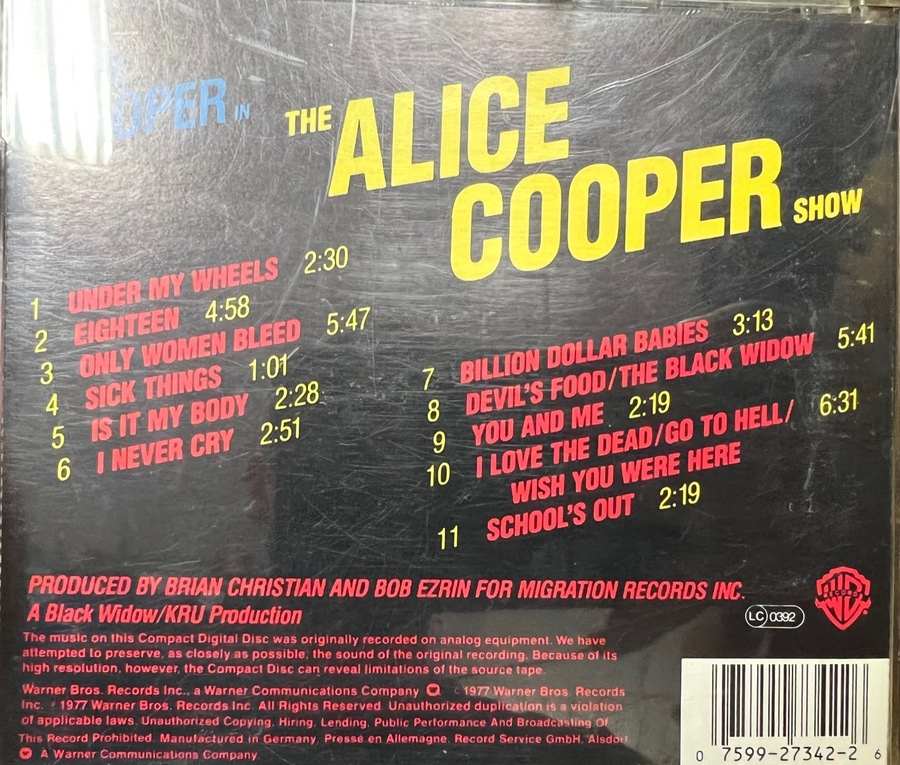 OPER IN
THE ALICE
COOPER SHOW
1 UNDER MY WHEELS 2:30
2 EIGHTEEN 4:58
3 ONLY WOMEN BLEED 5:47
4 SICK THINGS 1:01
5 IS IT MY BODY 2:28
6 I NEVER CRY 2:51
7 BILLION DOLLAR BABIES 3:13
8 DEVIL'S FOOD/THE BLACK WIDOW 5:41
9 YOU AND ME 2:19
10 I LOVE THE DEAD/GO TO HELL/ 6:31
WISH YOU WERE HERE
11 SCHOOL'S OUT 2:19
PRODUCED BY BRIAN CHRISTIAN AND BOB EZRIN FOR MIGRATION RECORDS INC.
A Black Widow/KRU Production
LC 0392
The music on this Compact Digital Disc was originally recorded on analog equipment. We have
attempted to preserve, as closely as possible, the sound of the original recording. Because of its
high resolution, however, the Compact Disc can reveal limitations of the source tape.
Warner Bros. Records Inc., a Warner Communications Company 1977 Warner Bros. Records
Inc. 1977 Warner Bros. Records Inc. All Rights Reserved. Unauthorized duplication is a violation
of applicable laws. Unauthorized Copying, Hiring, Lending, Public Performance And Broadcasting Of
This Record Prohibited. Manufactured in Germany. Pressé en Allemagne. Record Service GmbH, Alsdorf
A Warner Communications Company
0 7599-27342-2 6